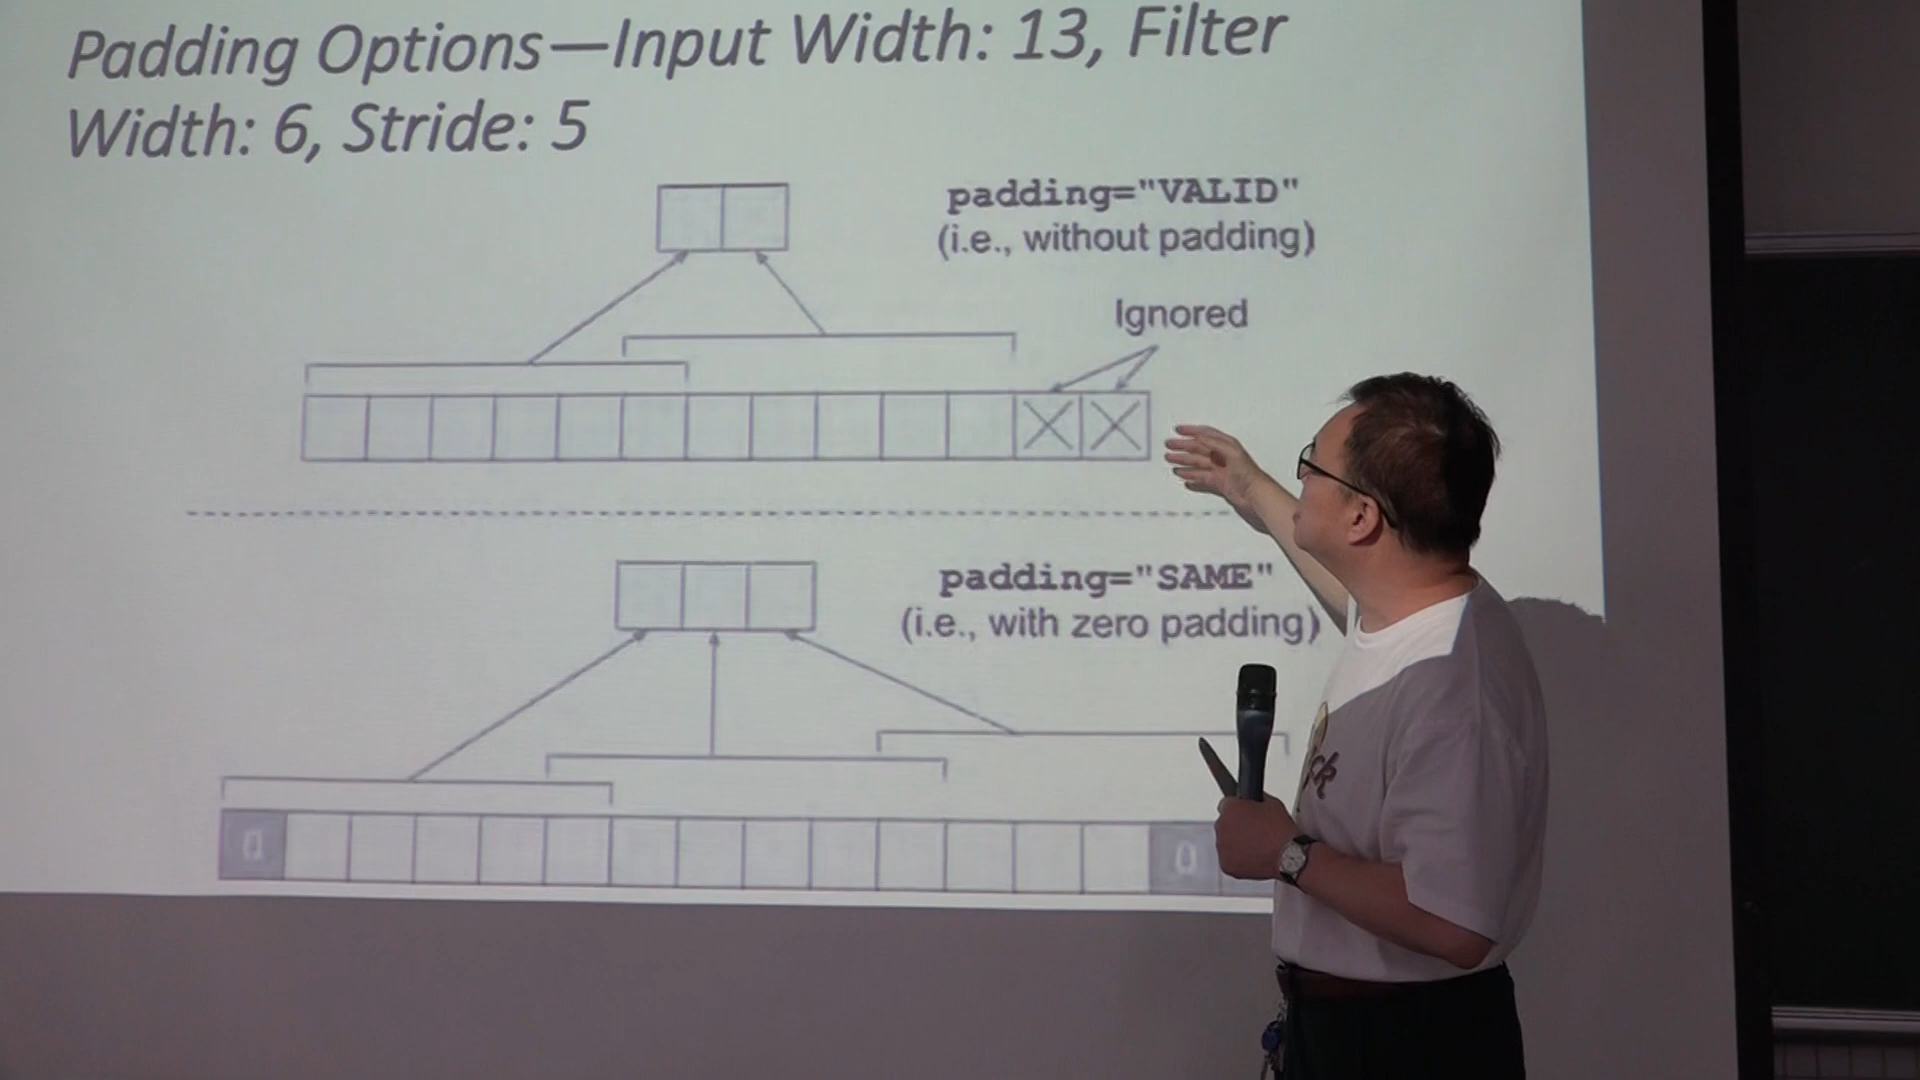 Padding Options—Input Width: 13, Filter
Width: 6, Stride: 5
padding="VALID"
(i.e., without padding)
Ignored
padding="SAME"
(i.e., with zero padding)
0
0
ck